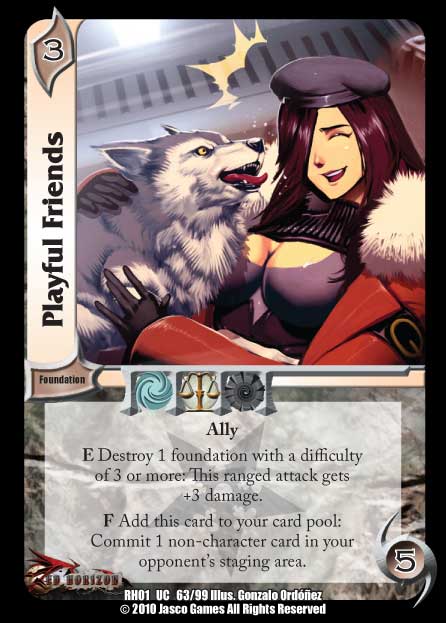 3
Playful Friends
Foundation
Ally
E Destroy 1 foundation with a difficulty
of 3 or more: This ranged attack gets
+3 damage.
F Add this card to your card pool:
Commit 1 non-character card in your
opponent's staging area.
5
RED HORIZON
RH01 UC 63/99 Illus. Gonzalo Ordóñez
© 2010 Jasco Games All Rights Reserved